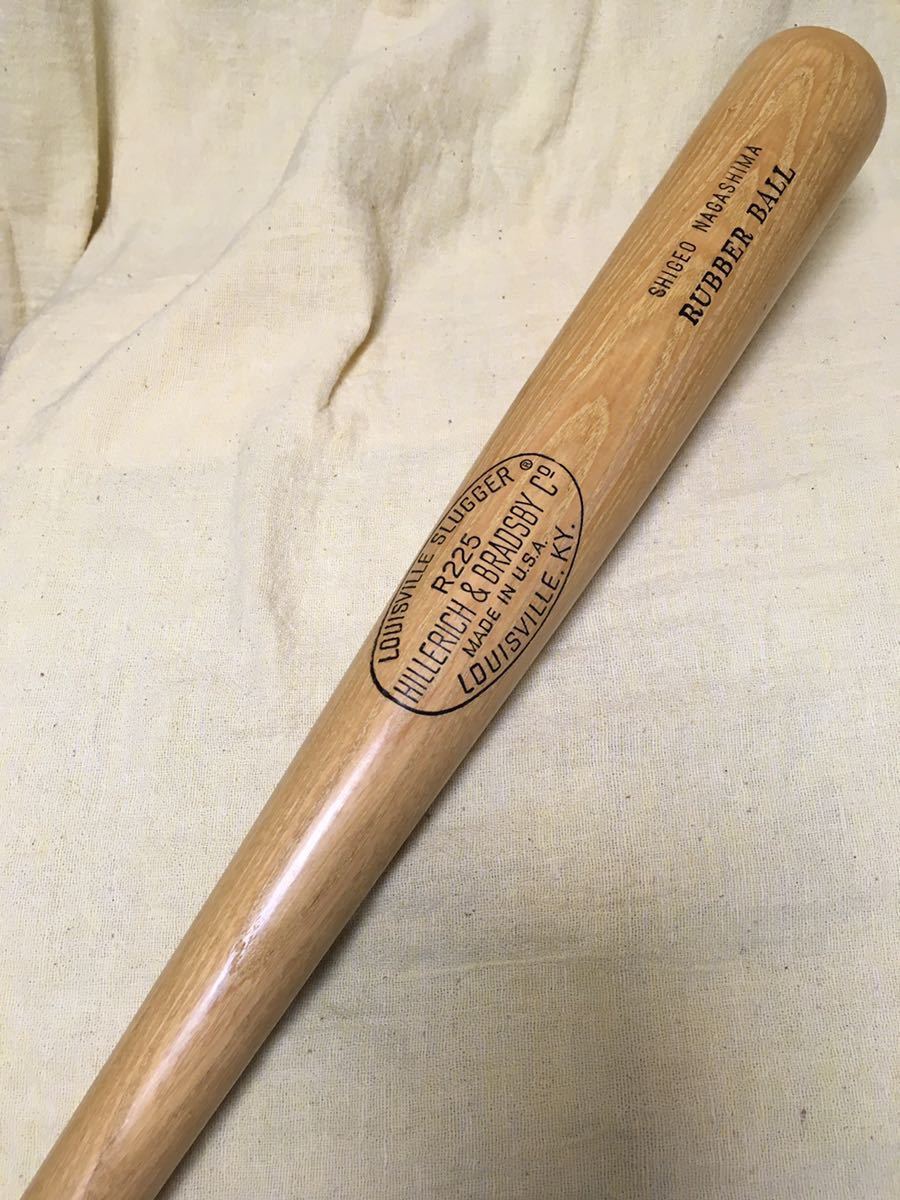 SHIGEO NAGASHIMA
RUBBER BALL
LOUISVILLE SLUGGER ®
R225
HILLERICH & BRADSBY Cº
MADE IN U.S.A.
LOUISVILLE. KY.